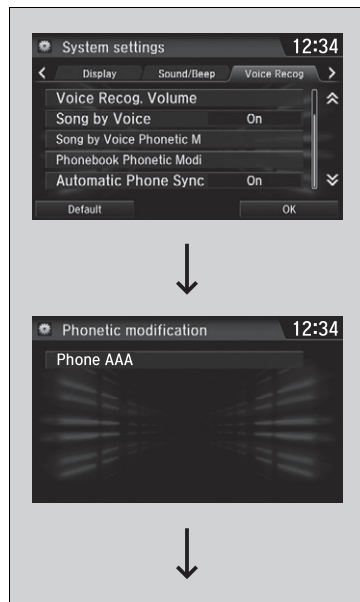 System settings 12:34
Display Sound/Beep Voice Recog
Voice Recog. Volume
Song by Voice On
Song by Voice Phonetic M
Phonebook Phonetic Modi
Automatic Phone Sync On
Default OK
Phonetic modification 12:34
Phone AAA